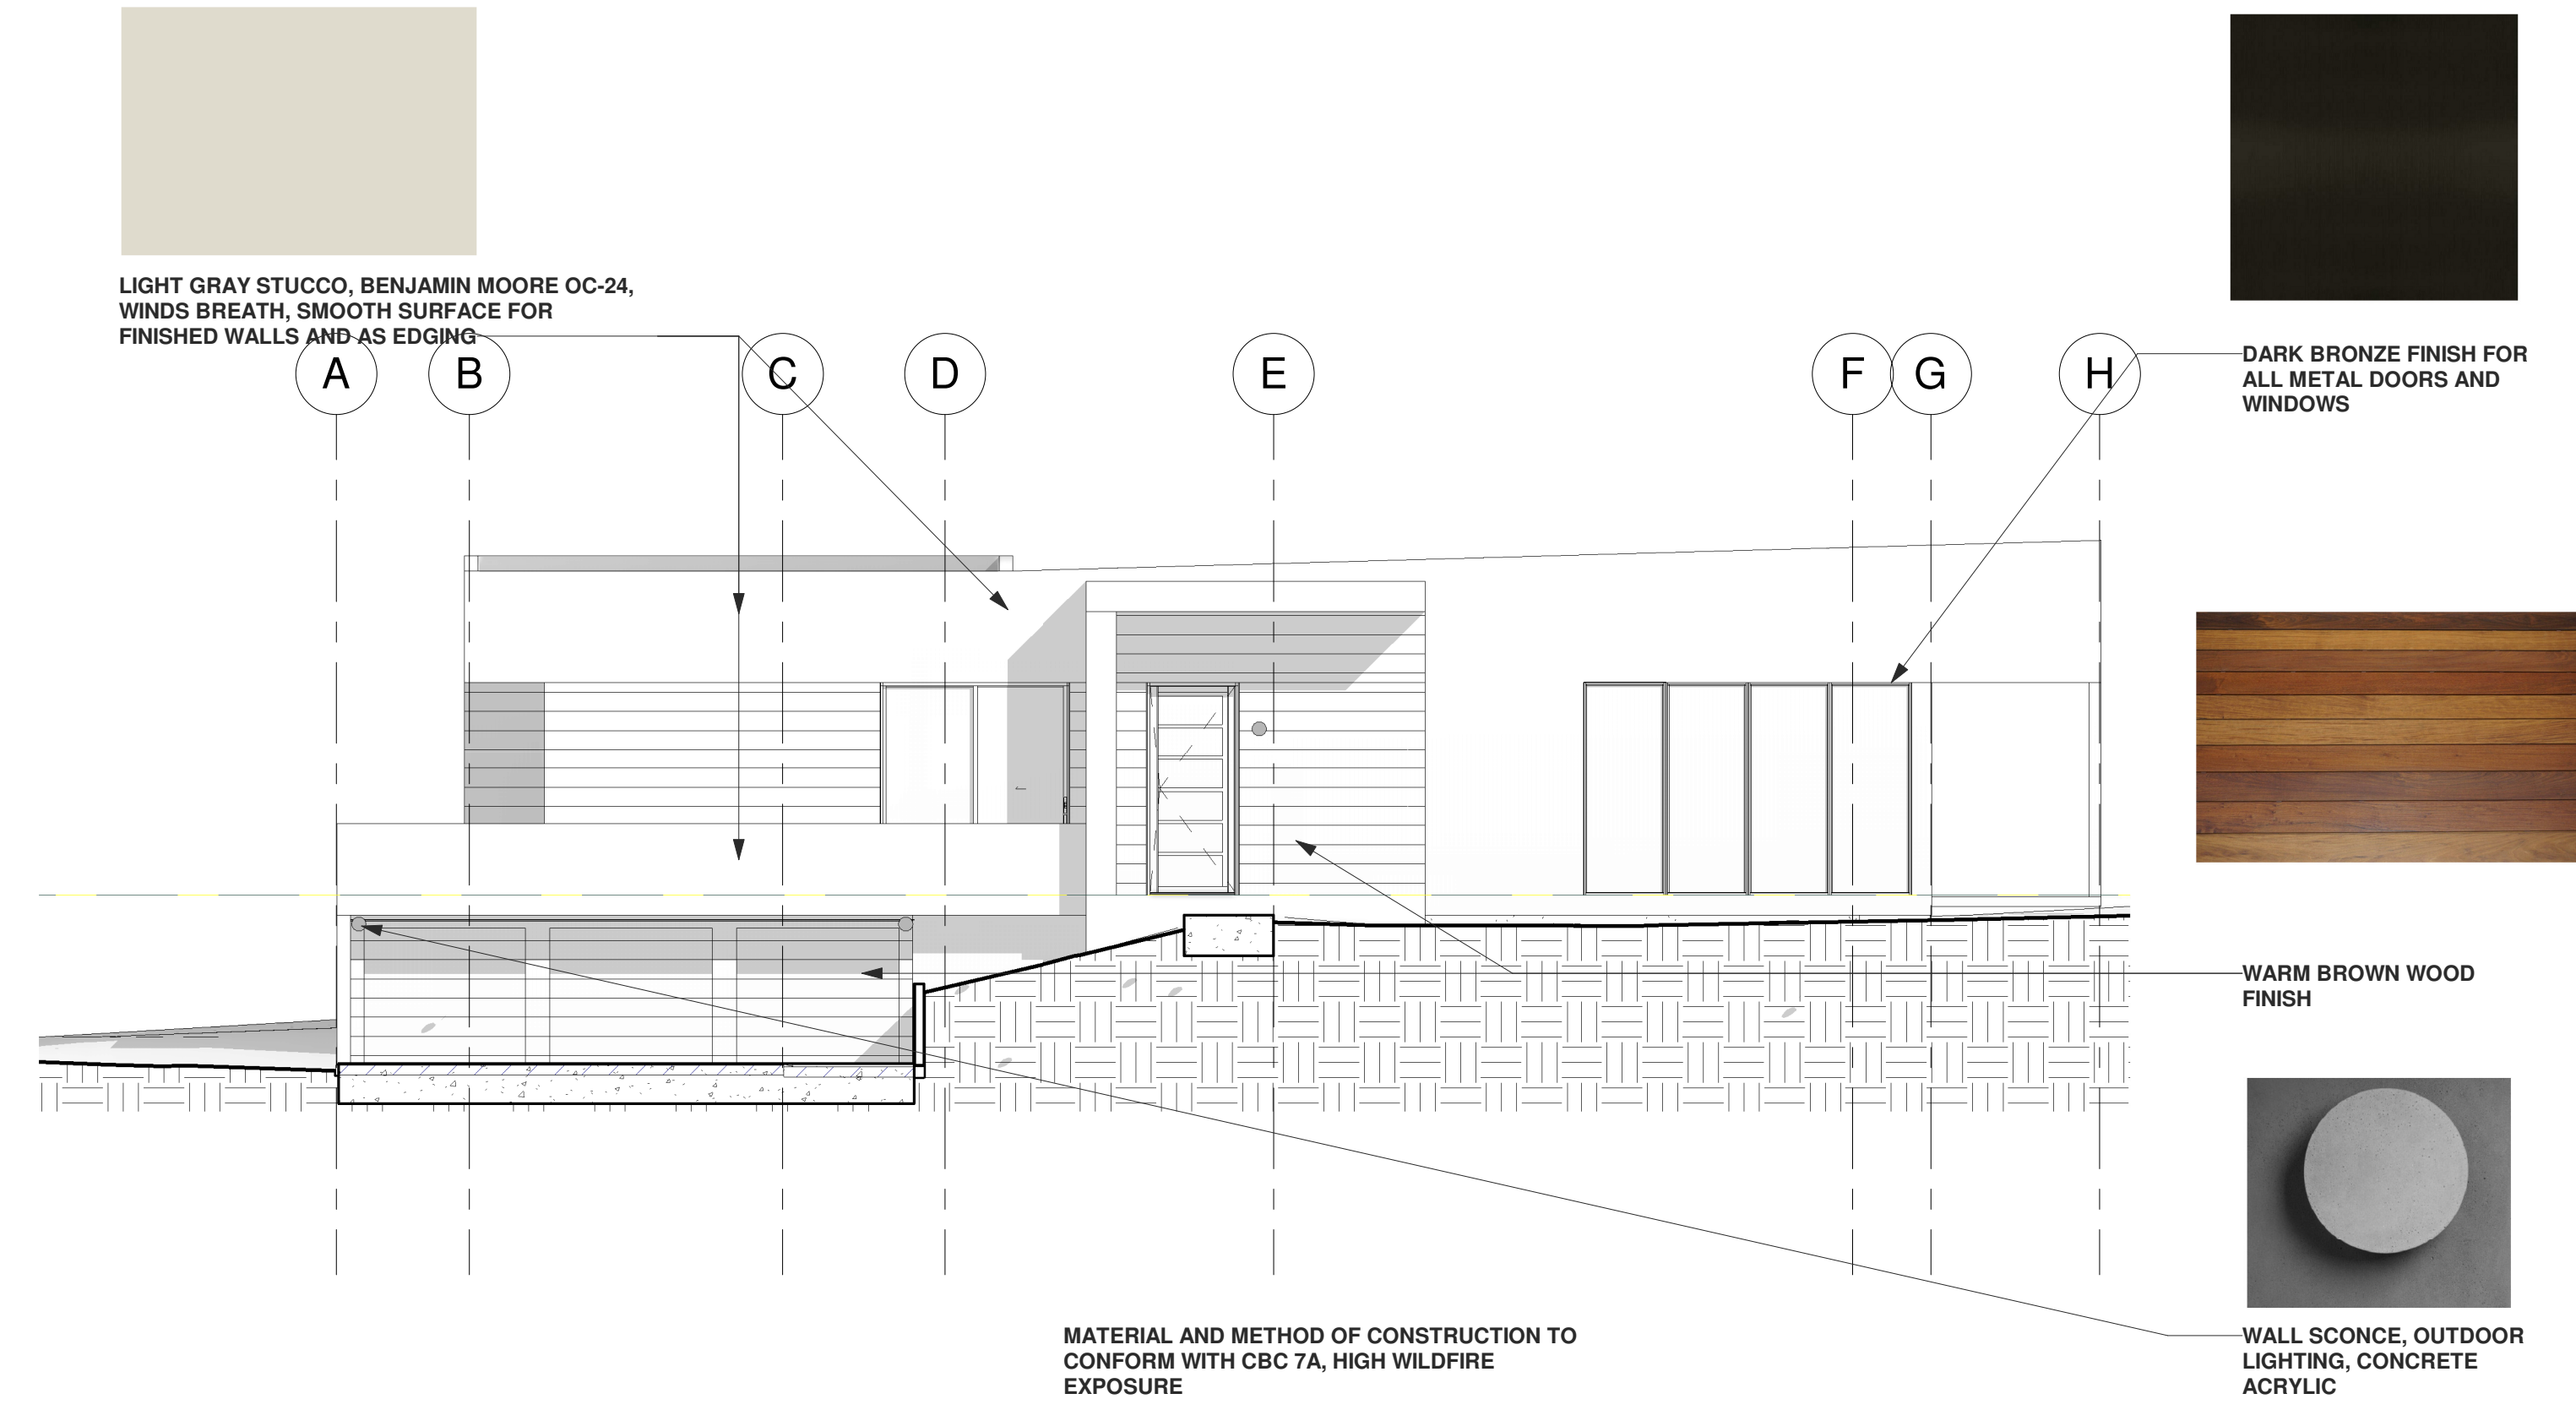 LIGHT GRAY STUCCO, BENJAMIN MOORE OC-24,
WINDS BREATH, SMOOTH SURFACE FOR
FINISHED WALLS AND AS EDGING
A
B
C
D
E
F
G
H
DARK BRONZE FINISH FOR
ALL METAL DOORS AND
WINDOWS
WARM BROWN WOOD
FINISH
MATERIAL AND METHOD OF CONSTRUCTION TO
CONFORM WITH CBC 7A, HIGH WILDFIRE
EXPOSURE
WALL SCONCE, OUTDOOR
LIGHTING, CONCRETE
ACRYLIC